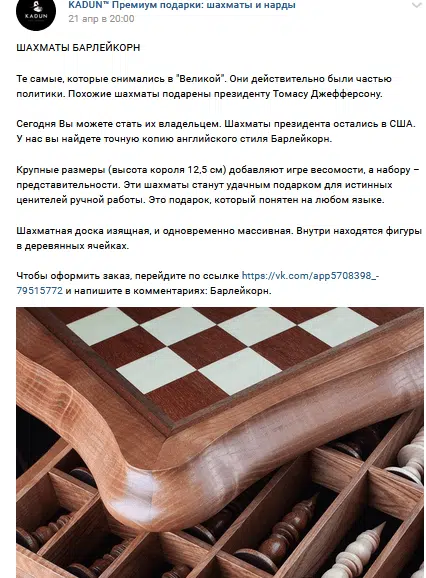 KADUN™ Премиум подарки: шахматы и нарды
KADUN
21 апр в 20:00
ШАХМАТЫ БАРЛЕЙКОРН
Те самые, которые снимались в "Великой". Они действительно были частью
политики. Похожие шахматы подарены президенту Томасу Джефферсону.
Сегодня Вы можете стать их владельцем. Шахматы президента остались в США.
У нас вы найдете точную копию английского стиля Барлейкорн.
Крупные размеры (высота короля 12,5 см) добавляют игре весомости, а набору –
представительности. Эти шахматы станут удачным подарком для истинных
ценителей ручной работы. Это подарок, который понятен на любом языке.
Шахматная доска изящная, и одновременно массивная. Внутри находятся фигуры
в деревянных ячейках.
Чтобы оформить заказ, перейдите по ссылке https://vk.com/app5708398_-
79515772 и напишите в комментариях: Барлейкорн.